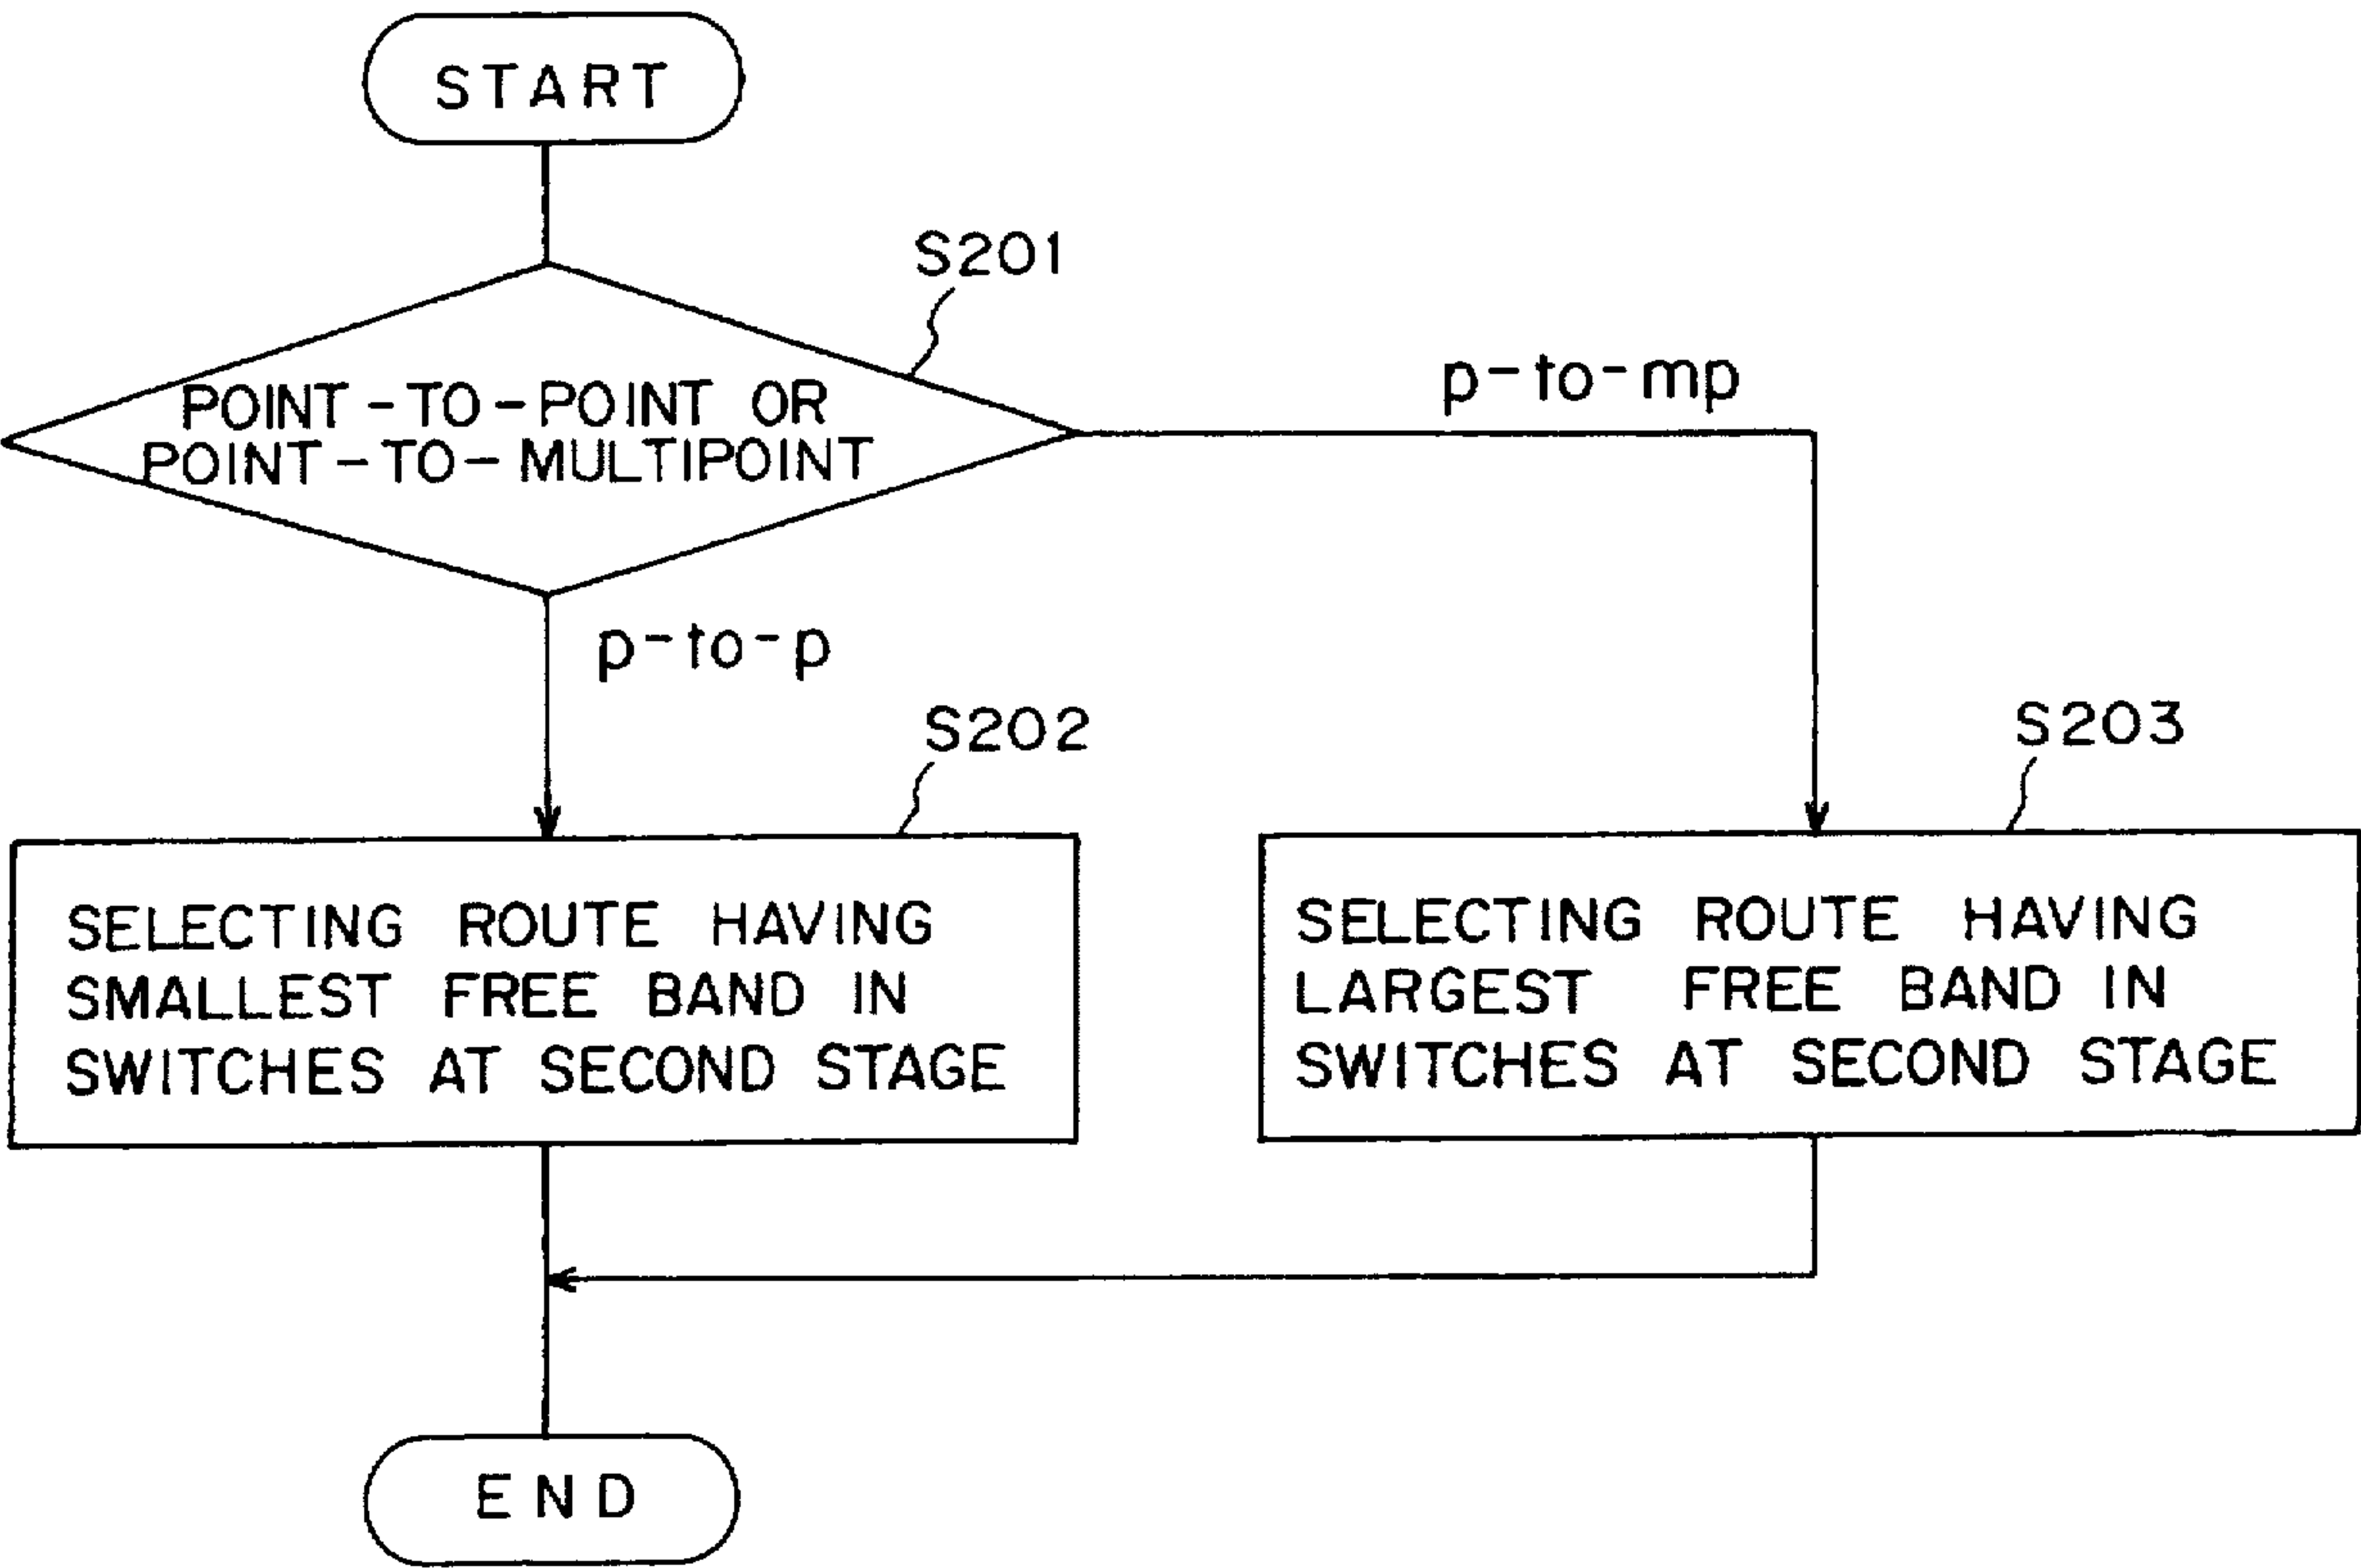 START
S201
POINT-TO-POINT OR
POINT-TO-MULTIPOINT
p-to-mp
p-to-p
S202
S203
SELECTING ROUTE HAVING
SMALLEST FREE BAND IN
SWITCHES AT SECOND STAGE
SELECTING ROUTE HAVING
LARGEST FREE BAND IN
SWITCHES AT SECOND STAGE
END